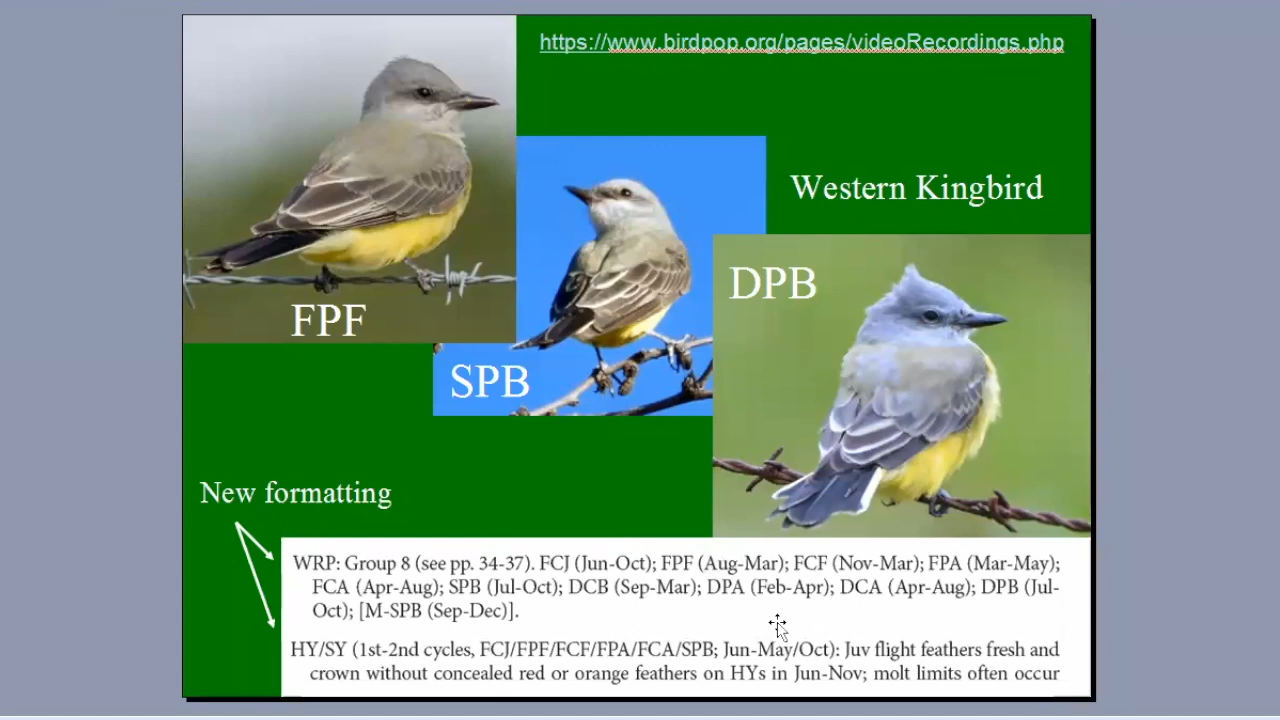 https://www.birdpop.org/pages/videoRecordings.php
Western Kingbird
FPF
SPB
DPB
New formatting
WRP: Group 8 (see pp. 34-37). FCJ (Jun-Oct); FPF (Aug-Mar); FCF (Nov-Mar); FPA (Mar-May);
FCA (Apr-Aug); SPB (Jul-Oct); DCB (Sep-Mar); DPA (Feb-Apr); DCA (Apr-Aug); DPB (Jul-
Oct); [M-SPB (Sep-Dec)].
HY/SY (1st-2nd cycles, FCJ/FPF/FCF/FPA/FCA/SPB; Jun-May/Oct): Juv flight feathers fresh and
crown without concealed red or orange feathers on HYs in Jun-Nov; molt limits often occur